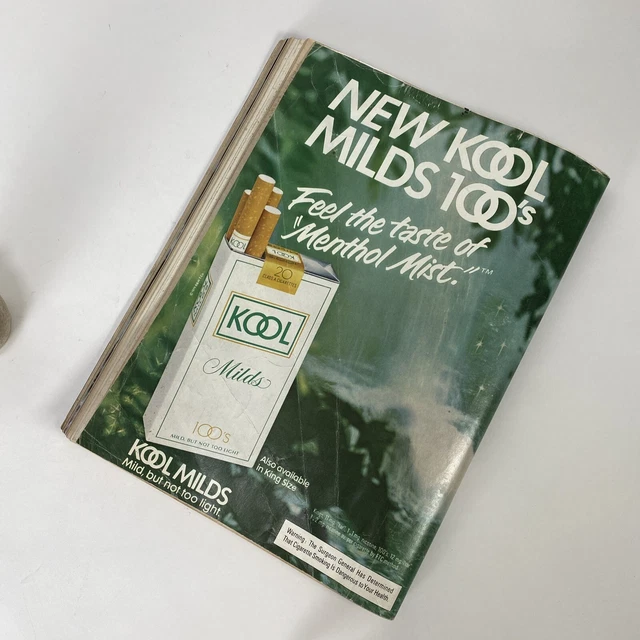 NEW KOOL
MILDS 100's
Feel the taste of
"Menthol Mist."™
KOOL
20
KOOL
Milds
100's
MILD, BUT NOT TOO LIGHT
Also available
in King Size
KOOL MILDS
Mild, but not too light.
Warning: The Surgeon General Has Determined
That Cigarette Smoking Is Dangerous to Your Health.